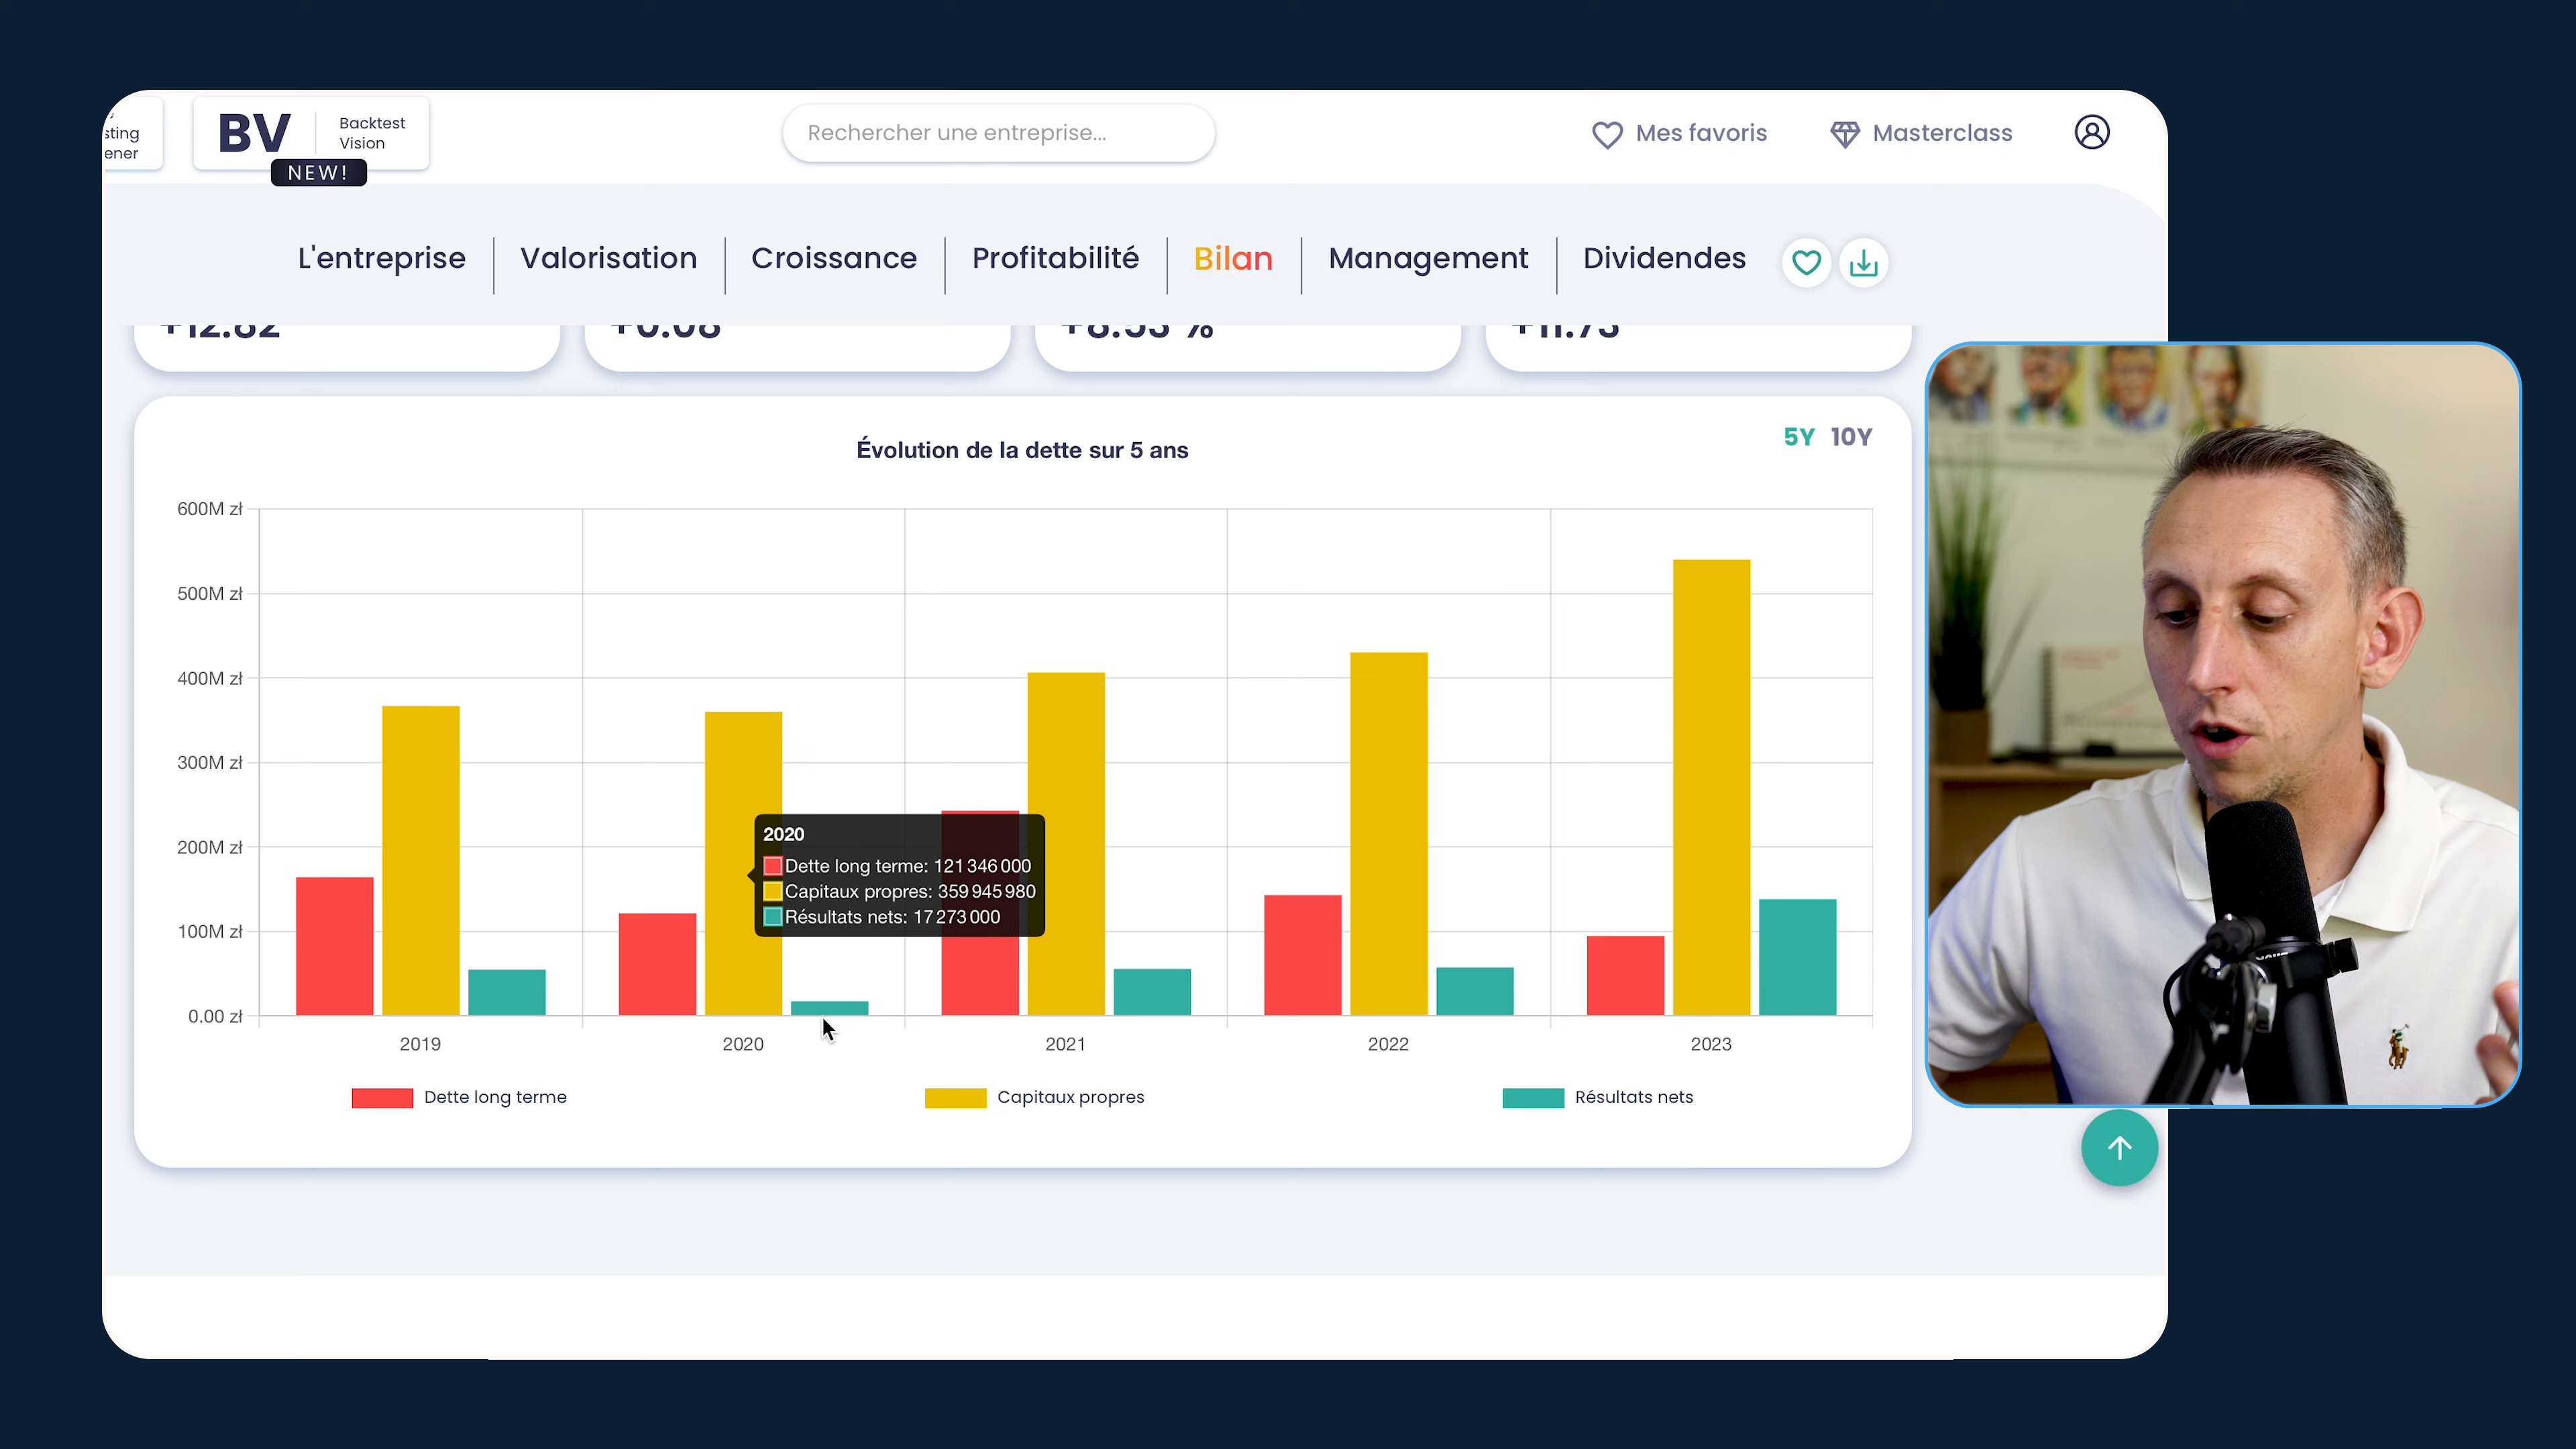 sting
ener
BV
Backtest
Vision
NEW!
Rechercher une entreprise...
Mes favoris
Masterclass
L'entreprise
Valorisation
Croissance
Profitabilité
Bilan
Management
Dividendes
Évolution de la dette sur 5 ans
5Y 10Y
600M zł
500M zł
400M zł
300M zł
200M zł
100M zł
0.00 zł
2020
Dette long terme: 121 346 000
Capitaux propres: 359 945 980
Résultats nets: 17 273 000
2019
2020
2021
2022
2023
Dette long terme
Capitaux propres
Résultats nets